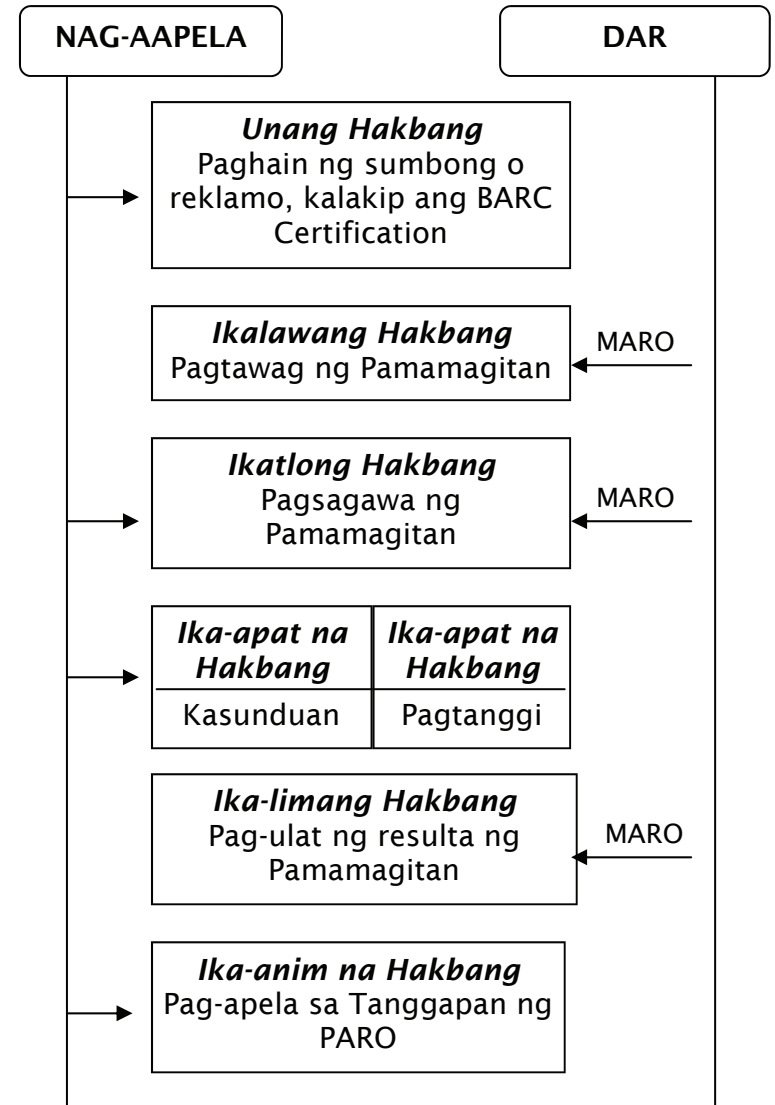 NAG-AAPELA
DAR
Unang Hakbang
Paghain ng sumbong o
reklamo, kalakip ang BARC
Certification
Ikalawang Hakbang
Pagtawag ng Pamamagitan
MARO
Ikatlong Hakbang
Pagsagawa ng
Pamamagitan
MARO
Ika-apat na
Hakbang
Kasunduan
Ika-apat na
Hakbang
Pagtanggi
Ika-limang Hakbang
Pag-ulat ng resulta ng
Pamamagitan
MARO
Ika-anim na Hakbang
Pag-apela sa Tanggapan ng
PARO